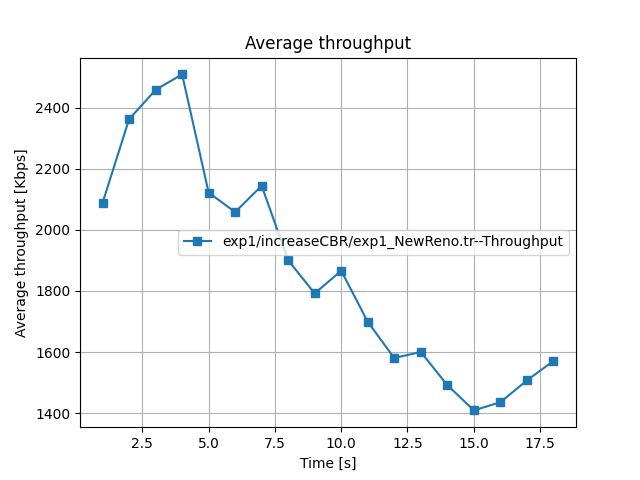 Average throughput
Average throughput [Kbps]
2400
2200
2000
1800
1600
1400
exp1/increaseCBR/exp1_NewReno.tr--Throughput
2.5 5.0 7.5 10.0 12.5 15.0 17.5
Time [s]